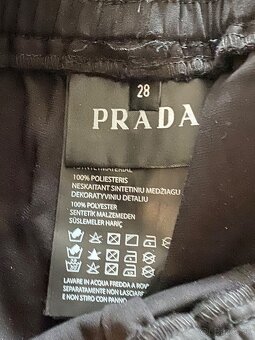 28
PRADA
100% POLIESTERIS
NESKAITANT SINTETINIU MEDŽIAGU
DEKORATYVINIU DETALIU
100% POLYESTER
SENTETİK MALZEMEDEN
SÜSLEMELER HARİÇ
LAVARE IN ACQUA FREDDA A ROV
SEPARATAMENTE. NON LASCIARE
E NON STIRO CON PANNO